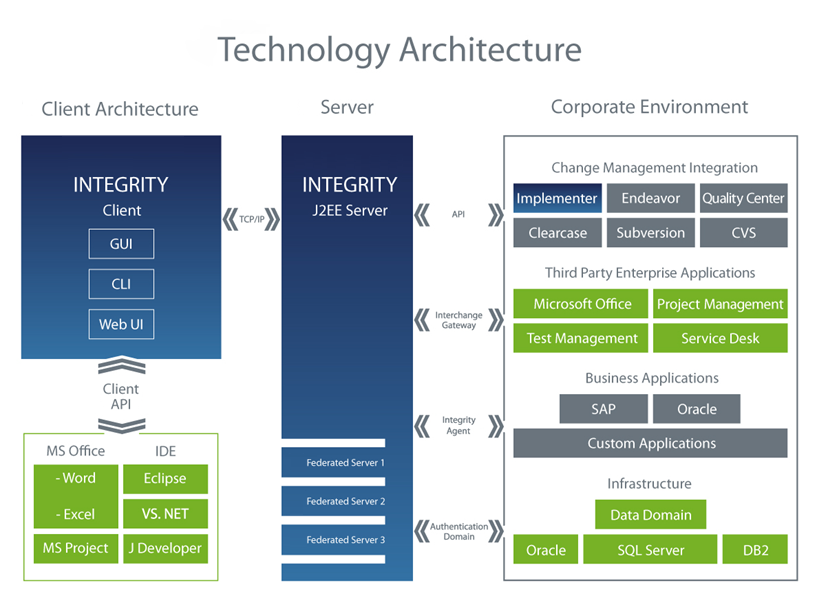 Technology Architecture
Client Architecture
INTEGRITY
Client
GUI
CLI
Web UI
Client
API
MS Office
- Word
- Excel
MS Project
IDE
Eclipse
VS. NET
J Developer
TCP/IP
Server
INTEGRITY
J2EE Server
Federated Server 1
Federated Server 2
Federated Server 3
API
Interchange
Gateway
Integrity
Agent
Authentication
Domain
Corporate Environment
Change Management Integration
Implementer
Endeavor
Quality Center
Clearcase
Subversion
CVS
Third Party Enterprise Applications
Microsoft Office
Project Management
Test Management
Service Desk
Business Applications
SAP
Oracle
Custom Applications
Infrastructure
Data Domain
Oracle
SQL Server
DB2